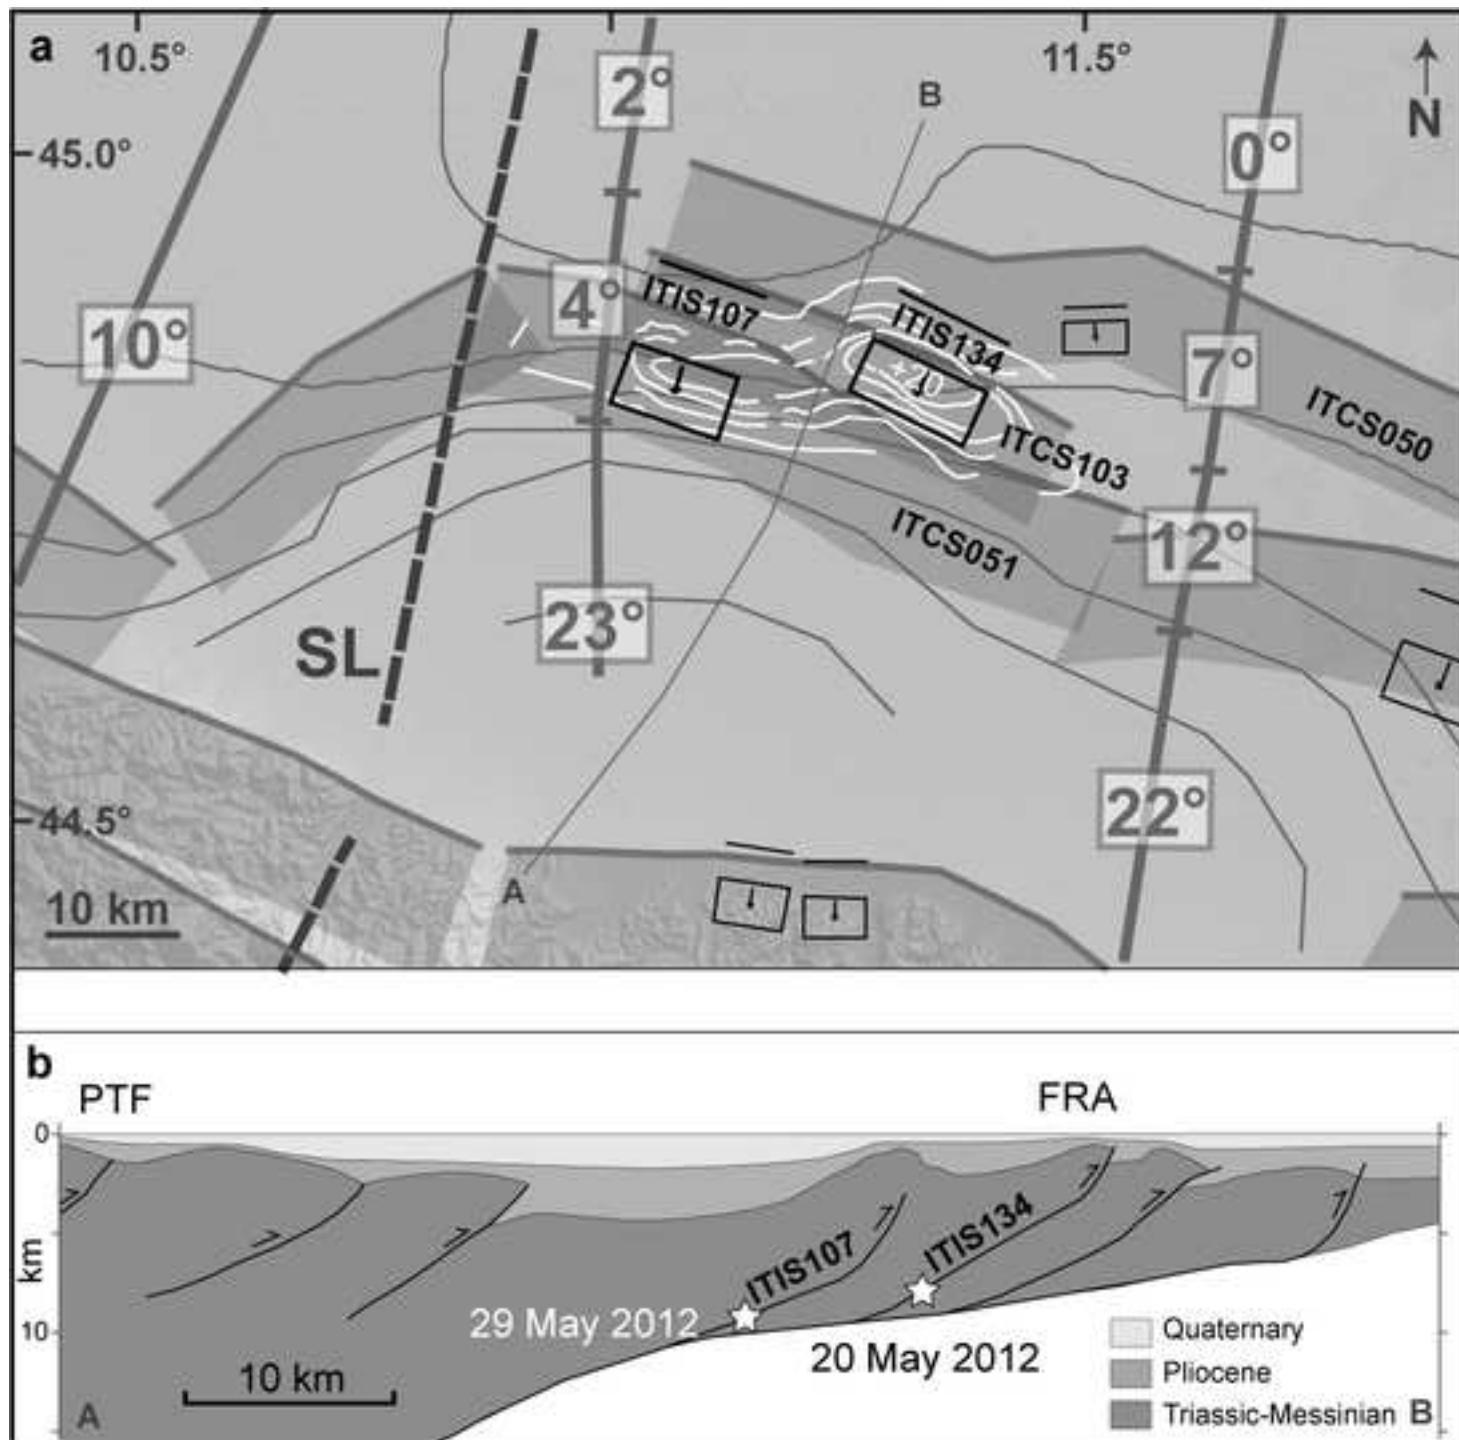 a
10.5°
11.5°
2°
B
N
45.0°
0°
4°
ITIS107
ITIS134
10°
+20
7°
ITCS050
ITCS103
ITCS051
12°
23°
SL
22°
44.5°
A
10 km
b
PTF
FRA
0
km
10
ITIS107
ITIS134
29 May 2012
20 May 2012
10 km
Quaternary
Pliocene
Triassic-Messinian
A
B